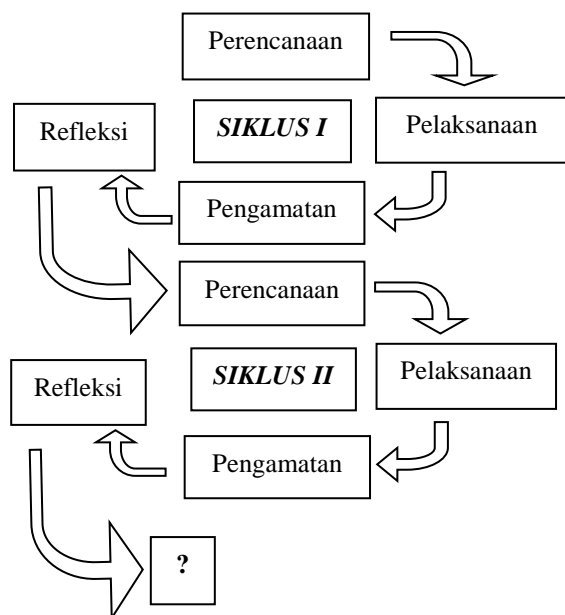 Perencanaan
Refleksi
SIKLUS I
Pelaksanaan
Pengamatan
Perencanaan
Refleksi
SIKLUS II
Pelaksanaan
Pengamatan
?